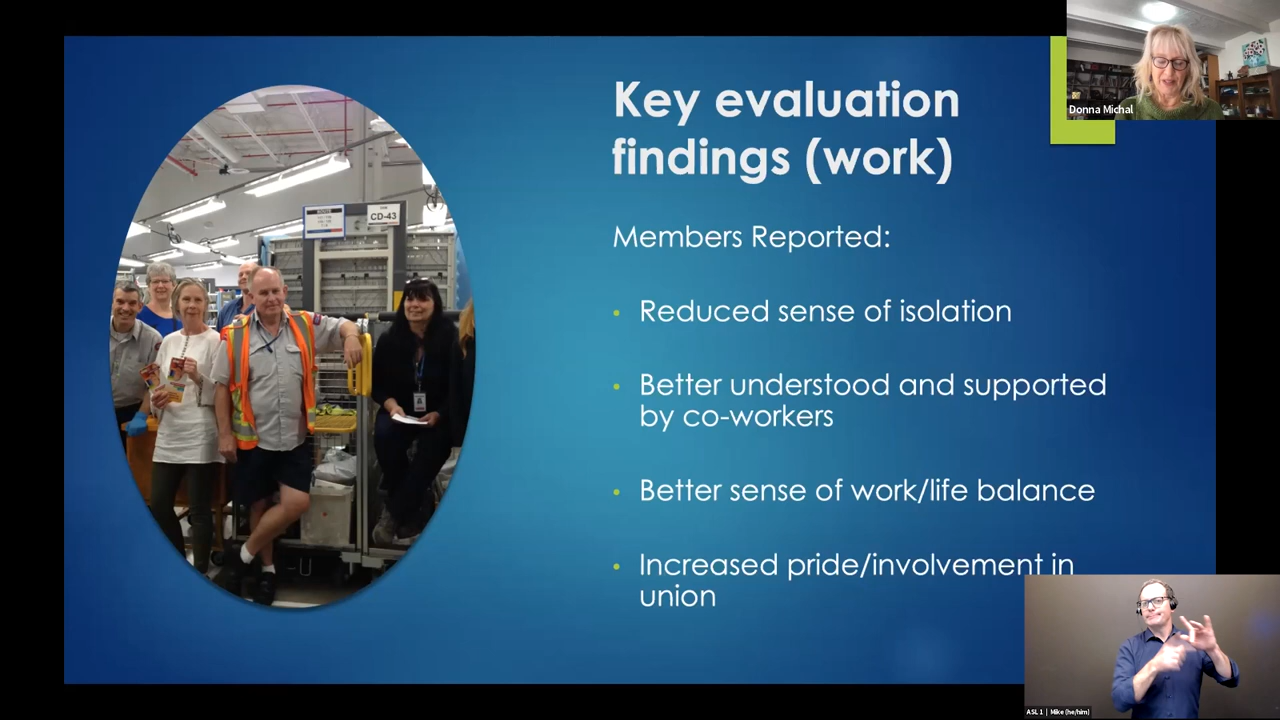 Key evaluation
findings (work)
Donna Michal
Members Reported:
CD-43
• Reduced sense of isolation
• Better understood and supported
by co-workers
• Better sense of work/life balance
• Increased pride/involvement in
union
ASL 1 | Mike (he/him)